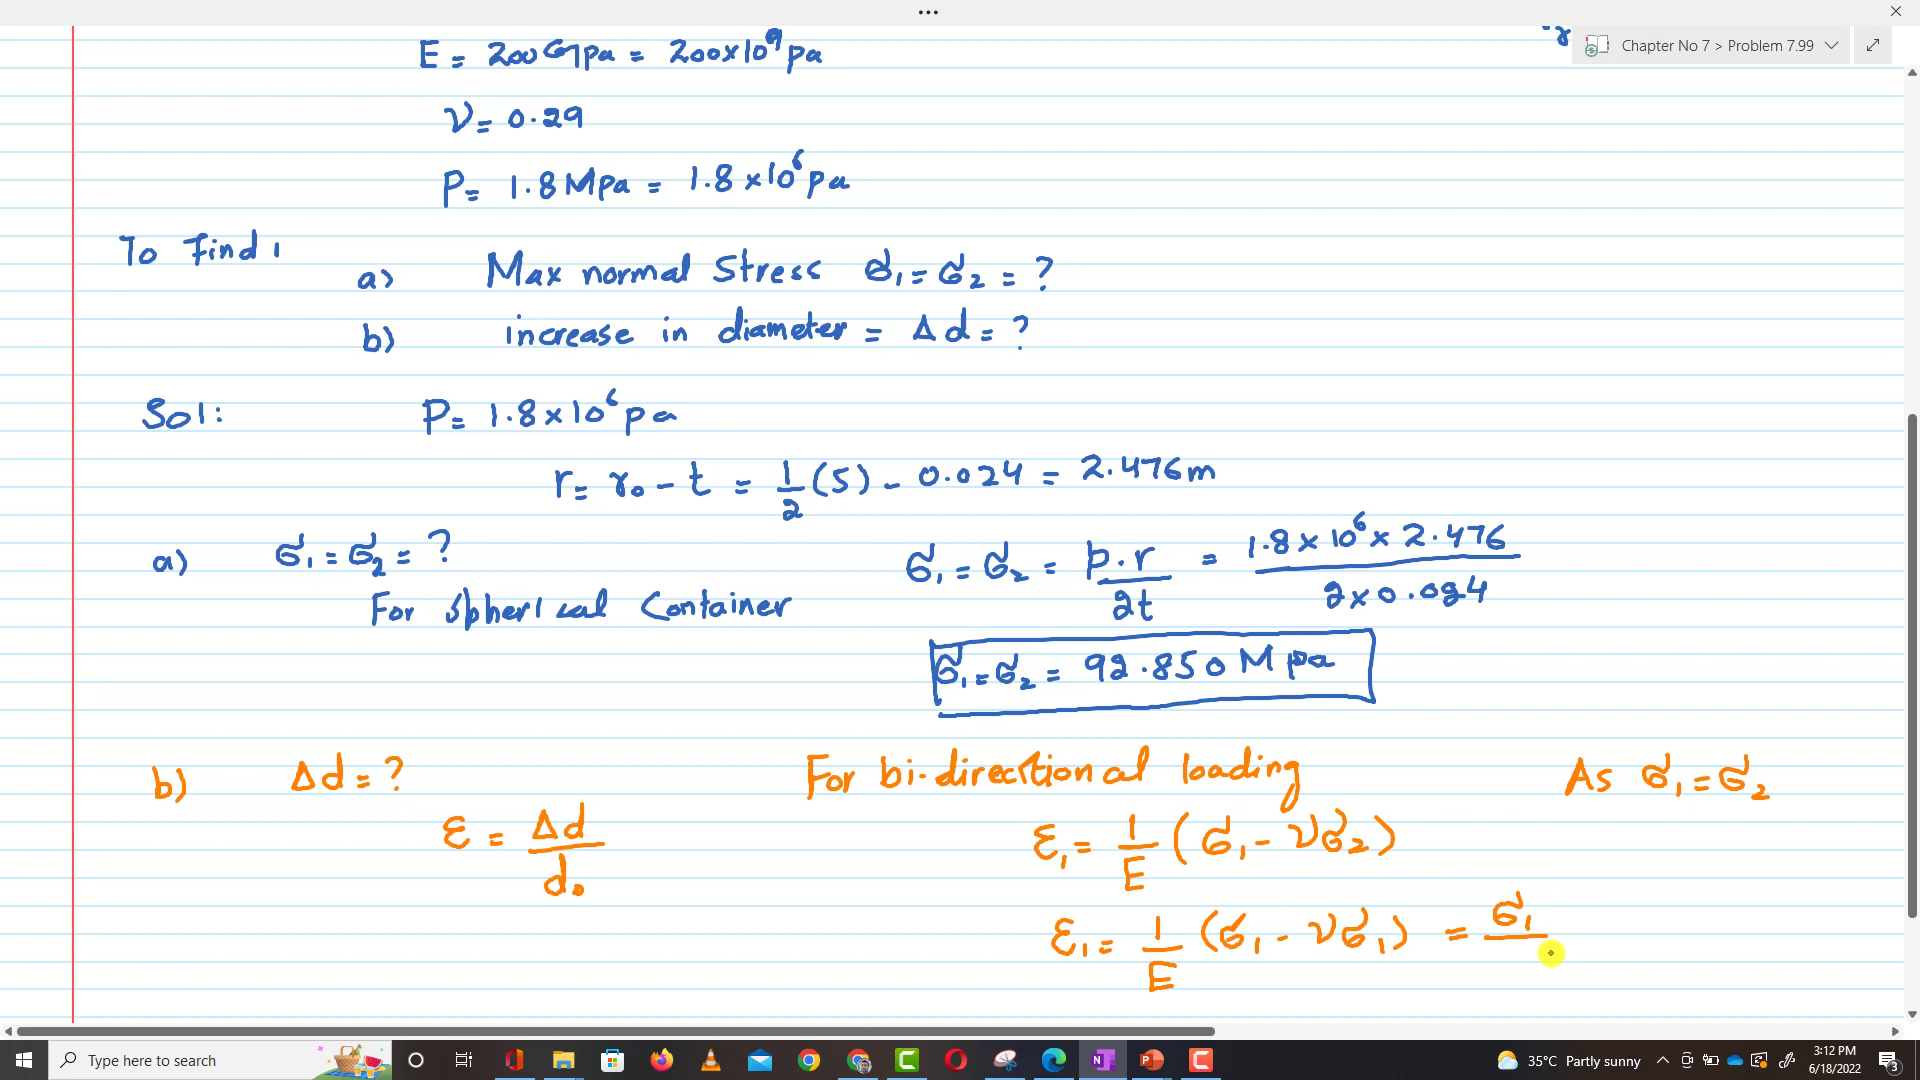 Chapter No 7 > Problem 7.99
E = 200 Gpa = 200x10⁹ pa
ν = 0.29
P = 1.8 Mpa = 1.8 x10⁶ pa
To Find :
a) Max normal Stress σ₁ = σ₂ = ?
b) increase in diameter = Δd = ?
Sol: P = 1.8 x 10⁶ pa
r = r₀ - t = 1/2 (5) - 0.024 = 2.476m
a) σ₁ = σ₂ = ? σ₁ = σ₂ = p.r/2t = 1.8 x 10⁶ x 2.476/2 x 0.024
For Spherical Container
σ₁ = σ₂ = 92.850 Mpa
b) Δd = ? For bi-directional loading As σ₁ = σ₂
ε = Δd/d₀ ε₁ = 1/E (σ₁ - νσ₂)
ε₁ = 1/E (σ₁ - νσ₁) = σ₁
Type here to search
35°C Partly sunny
3:12 PM
6/18/2022
3